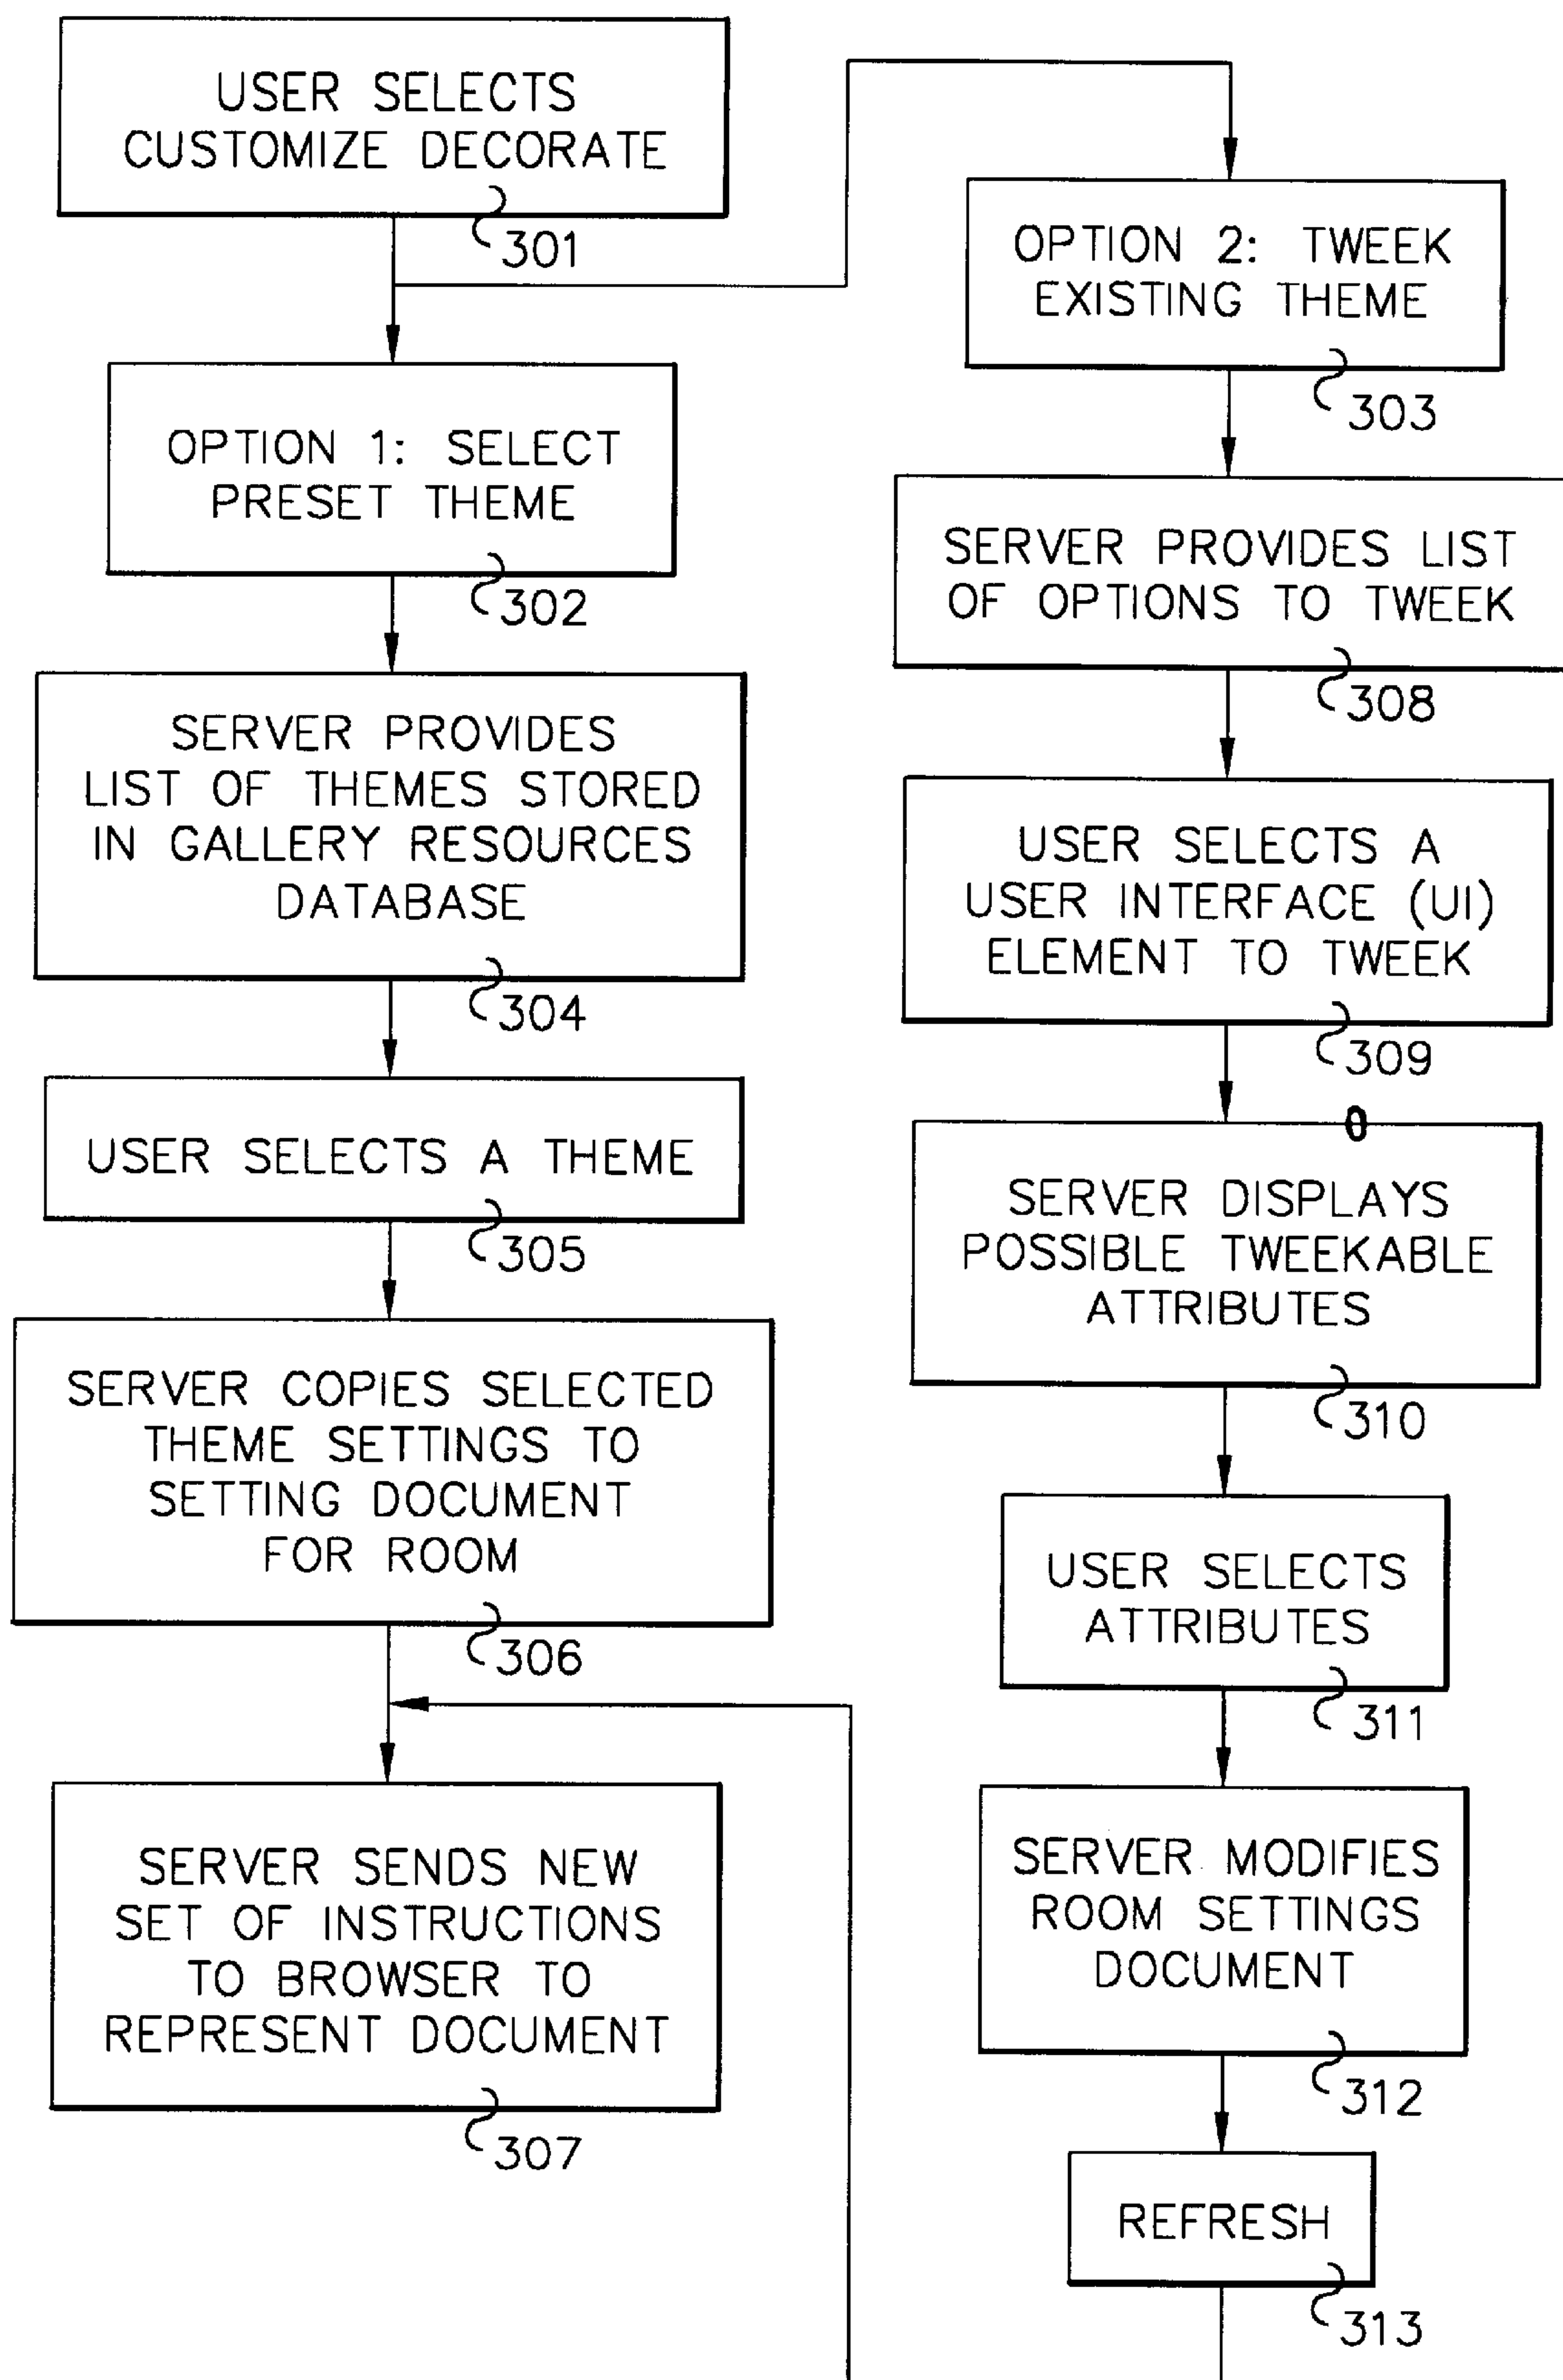 USER SELECTS
CUSTOMIZE DECORATE
301
OPTION 1: SELECT
PRESET THEME
302
SERVER PROVIDES
LIST OF THEMES STORED
IN GALLERY RESOURCES
DATABASE
304
USER SELECTS A THEME
305
SERVER COPIES SELECTED
THEME SETTINGS TO
SETTING DOCUMENT
FOR ROOM
306
SERVER SENDS NEW
SET OF INSTRUCTIONS
TO BROWSER TO
REPRESENT DOCUMENT
307
OPTION 2: TWEEK
EXISTING THEME
303
SERVER PROVIDES LIST
OF OPTIONS TO TWEEK
308
USER SELECTS A
USER INTERFACE (UI)
ELEMENT TO TWEEK
309
SERVER DISPLAYS
POSSIBLE TWEEKABLE
ATTRIBUTES
310
USER SELECTS
ATTRIBUTES
311
SERVER MODIFIES
ROOM SETTINGS
DOCUMENT
312
REFRESH
313